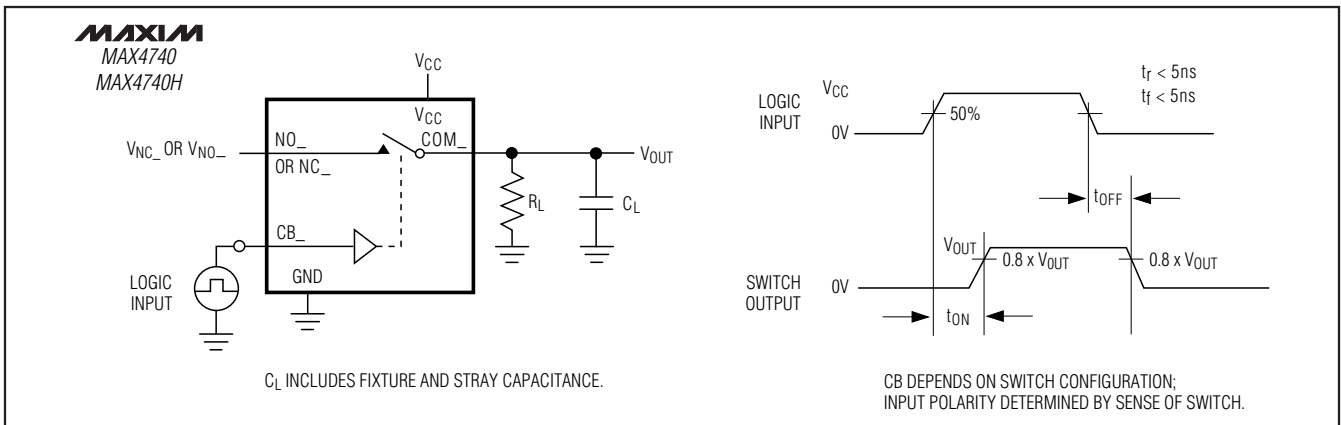 MAXIM
MAX4740
MAX4740H
VCC
VCC
VNC_ OR VNO_
NO_
OR NC_
COM_
VOUT
RL
CL
CB_
GND
LOGIC
INPUT
CL INCLUDES FIXTURE AND STRAY CAPACITANCE.
LOGIC
INPUT
VCC
0V
50%
tr < 5ns
tf < 5ns
tOFF
VOUT
0.8 x VOUT
0.8 x VOUT
SWITCH
OUTPUT
0V
tON
CB DEPENDS ON SWITCH CONFIGURATION;
INPUT POLARITY DETERMINED BY SENSE OF SWITCH.